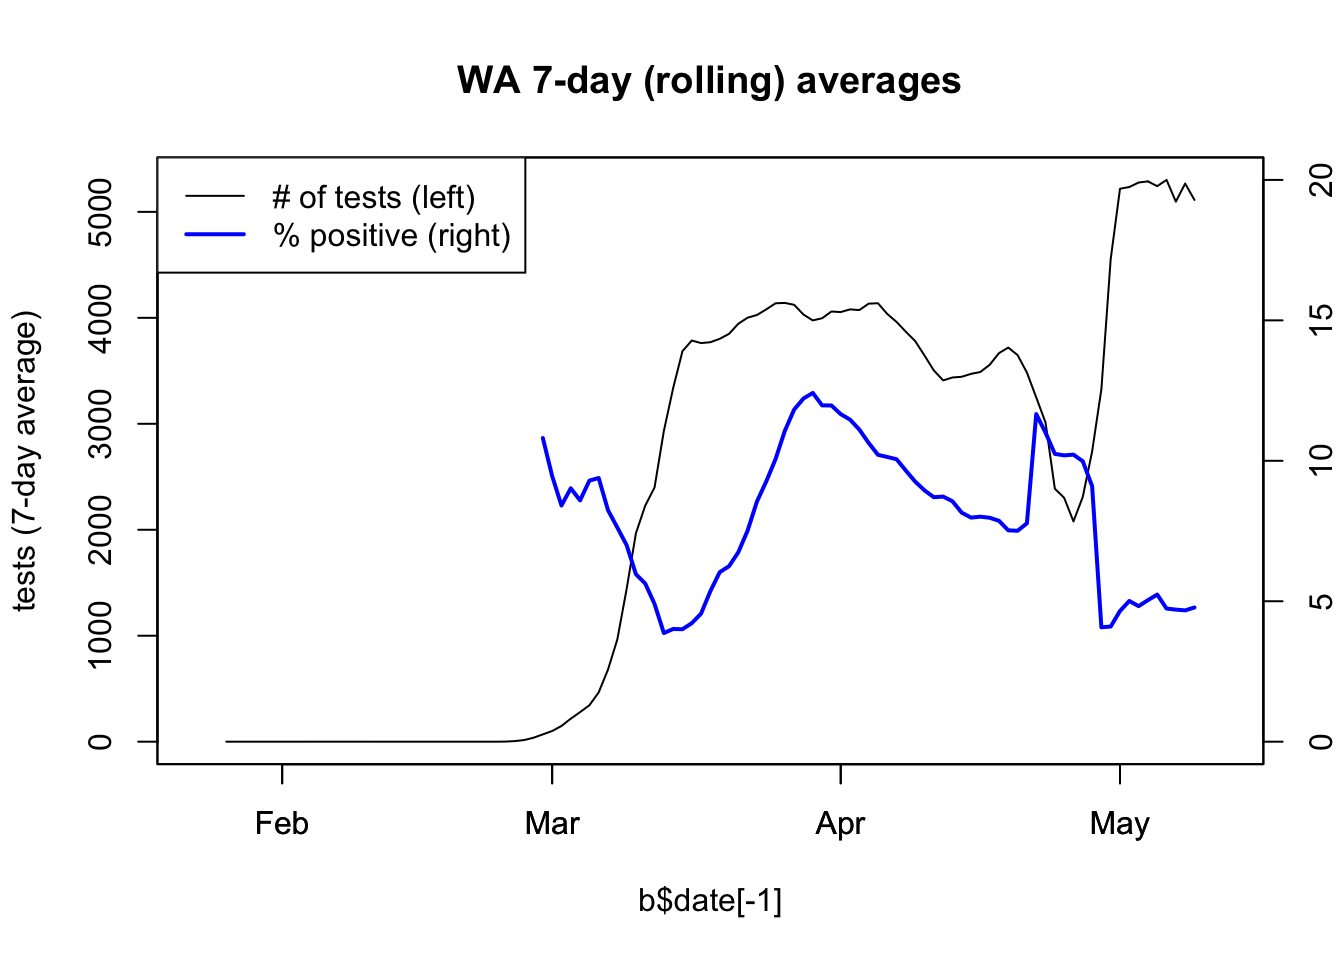 WA 7-day (rolling) averages
# of tests (left)
% positive (right)
tests (7-day average)
5000
4000
3000
2000
1000
0
20
15
10
5
0
Feb Mar Apr May
b$date[-1]